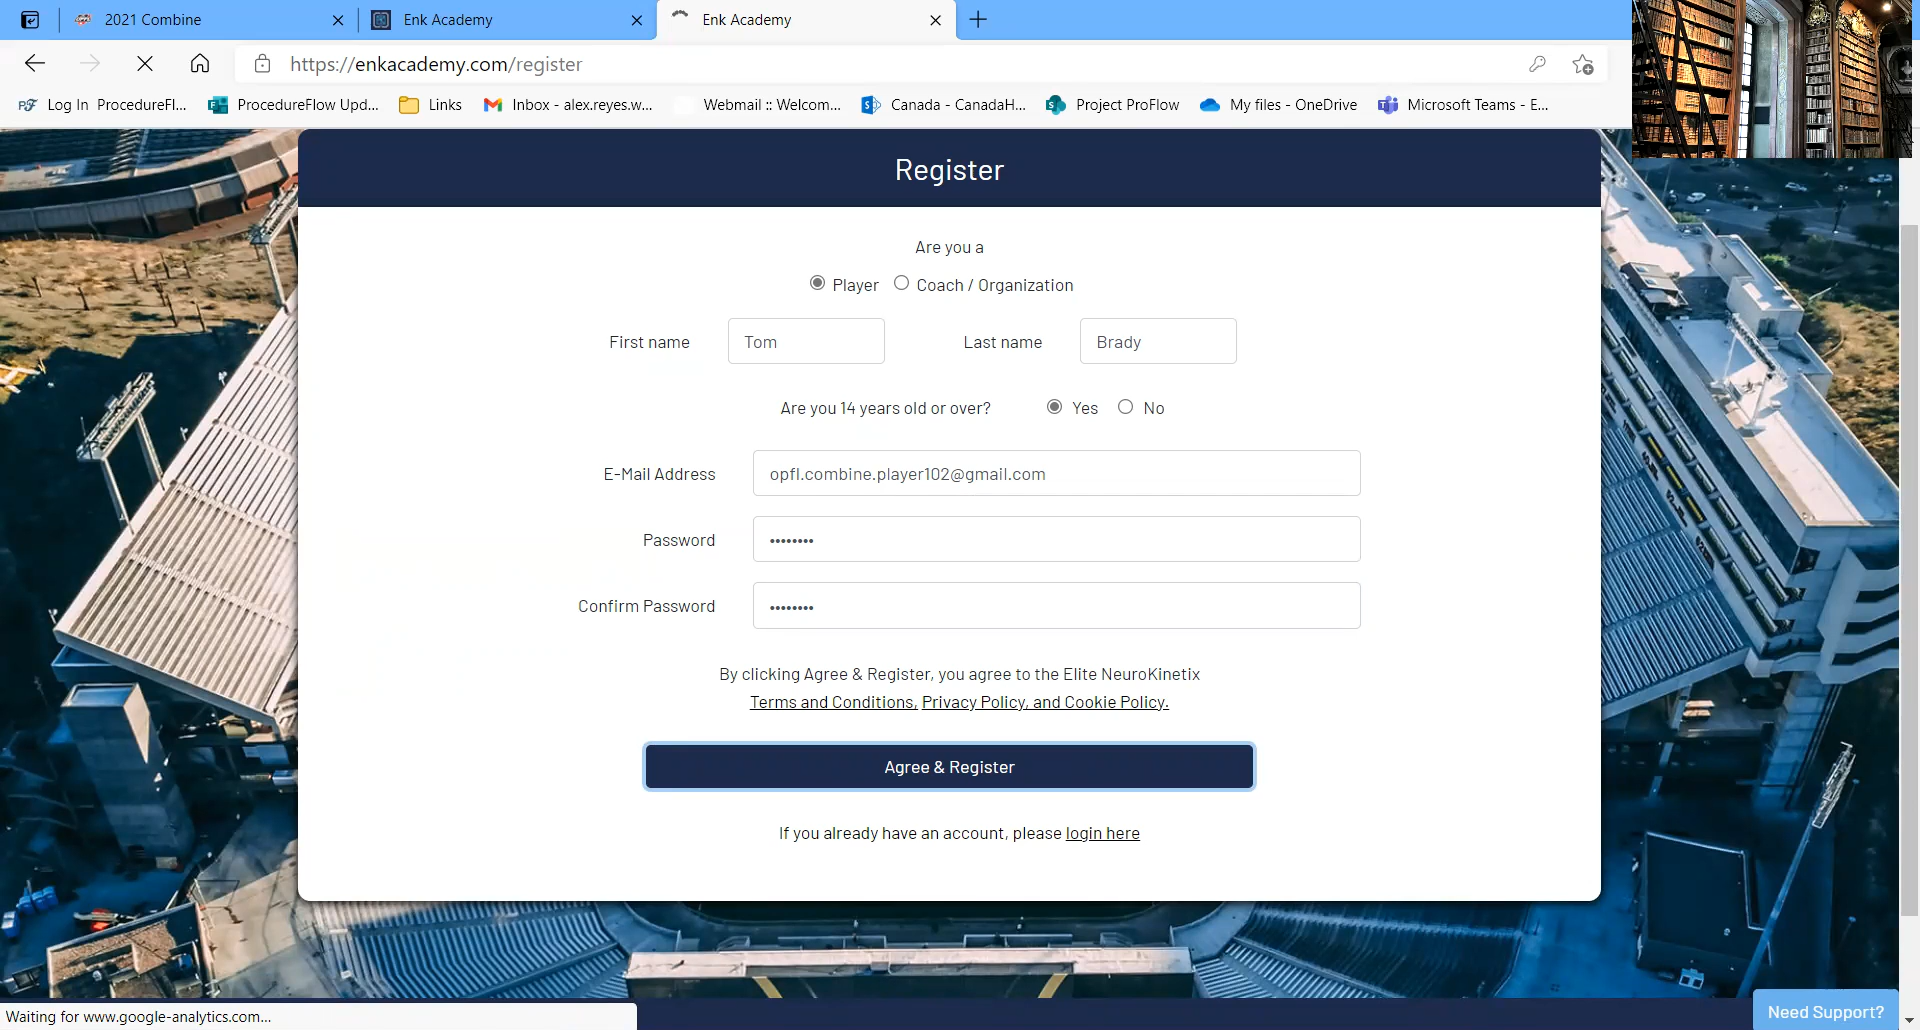 2021 Combine
Enk Academy
Enk Academy
https://enkacademy.com/register
Log In ProcedureFl...
ProcedureFlow Upd...
Links
Inbox - alex.reyes.w...
Webmail :: Welcom...
Canada - CanadaH...
Project ProFlow
My files - OneDrive
Microsoft Teams - E...
Register
Are you a
Player
Coach / Organization
First name
Tom
Last name
Brady
Are you 14 years old or over?
Yes
No
E-Mail Address
opfl.combine.player102@gmail.com
Password
••••••••
Confirm Password
••••••••
By clicking Agree & Register, you agree to the Elite NeuroKinetix
Terms and Conditions, Privacy Policy, and Cookie Policy.
Agree & Register
If you already have an account, please login here
Waiting for www.google-analytics.com...
Need Support?